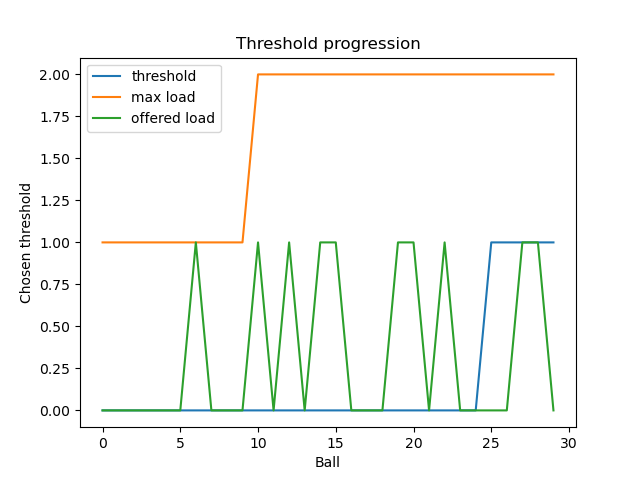 Threshold progression
threshold
max load
offered load
Chosen threshold
2.00
1.75
1.50
1.25
1.00
0.75
0.50
0.25
0.00
0 5 10 15 20 25 30
Ball